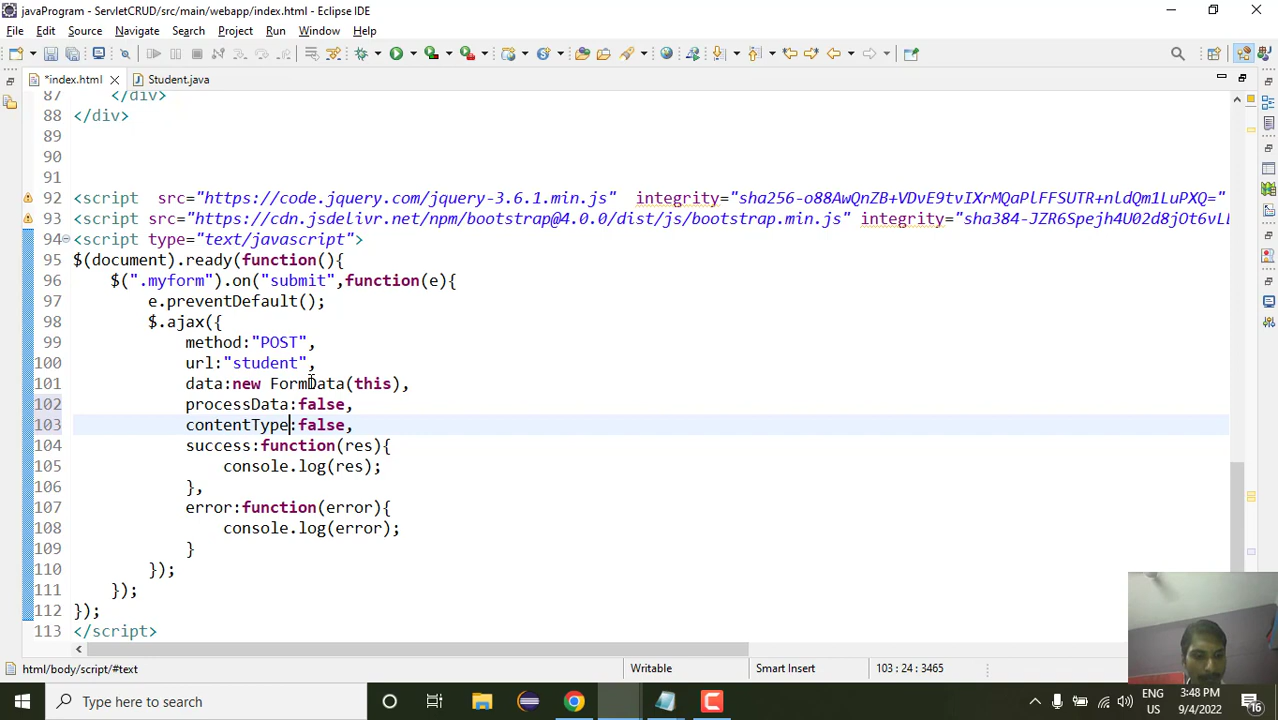 javaProgram - ServletCRUD/src/main/webapp/index.html - Eclipse IDE
File Edit Source Navigate Search Project Run Window Help
*index.html Student.java
87 </div>
88 </div>
89
90
91
92 <script  src="https://code.jquery.com/jquery-3.6.1.min.js"  integrity="sha256-o88AwQnZB+VDvE9tvIXrMQaPlFFSUTR+nldQm1LuPXQ="
93 <script src="https://cdn.jsdelivr.net/npm/bootstrap@4.0.0/dist/js/bootstrap.min.js" integrity="sha384-JZR6Spejh4U02d8jOt6vLE
94 <script type="text/javascript">
95 $(document).ready(function(){
96 $(".myform").on("submit",function(e){
97 e.preventDefault();
98 $.ajax({
99 method:"POST",
100 url:"student",
101 data:new FormData(this),
102 processData:false,
103 contentType:false,
104 success:function(res){
105 console.log(res);
106 },
107 error:function(error){
108 console.log(error);
109 }
110 });
111 });
112 });
113 </script>
html/body/script/#text Writable Smart Insert 103 : 24 : 3465
Type here to search ENG US 3:48 PM 9/4/2022 16